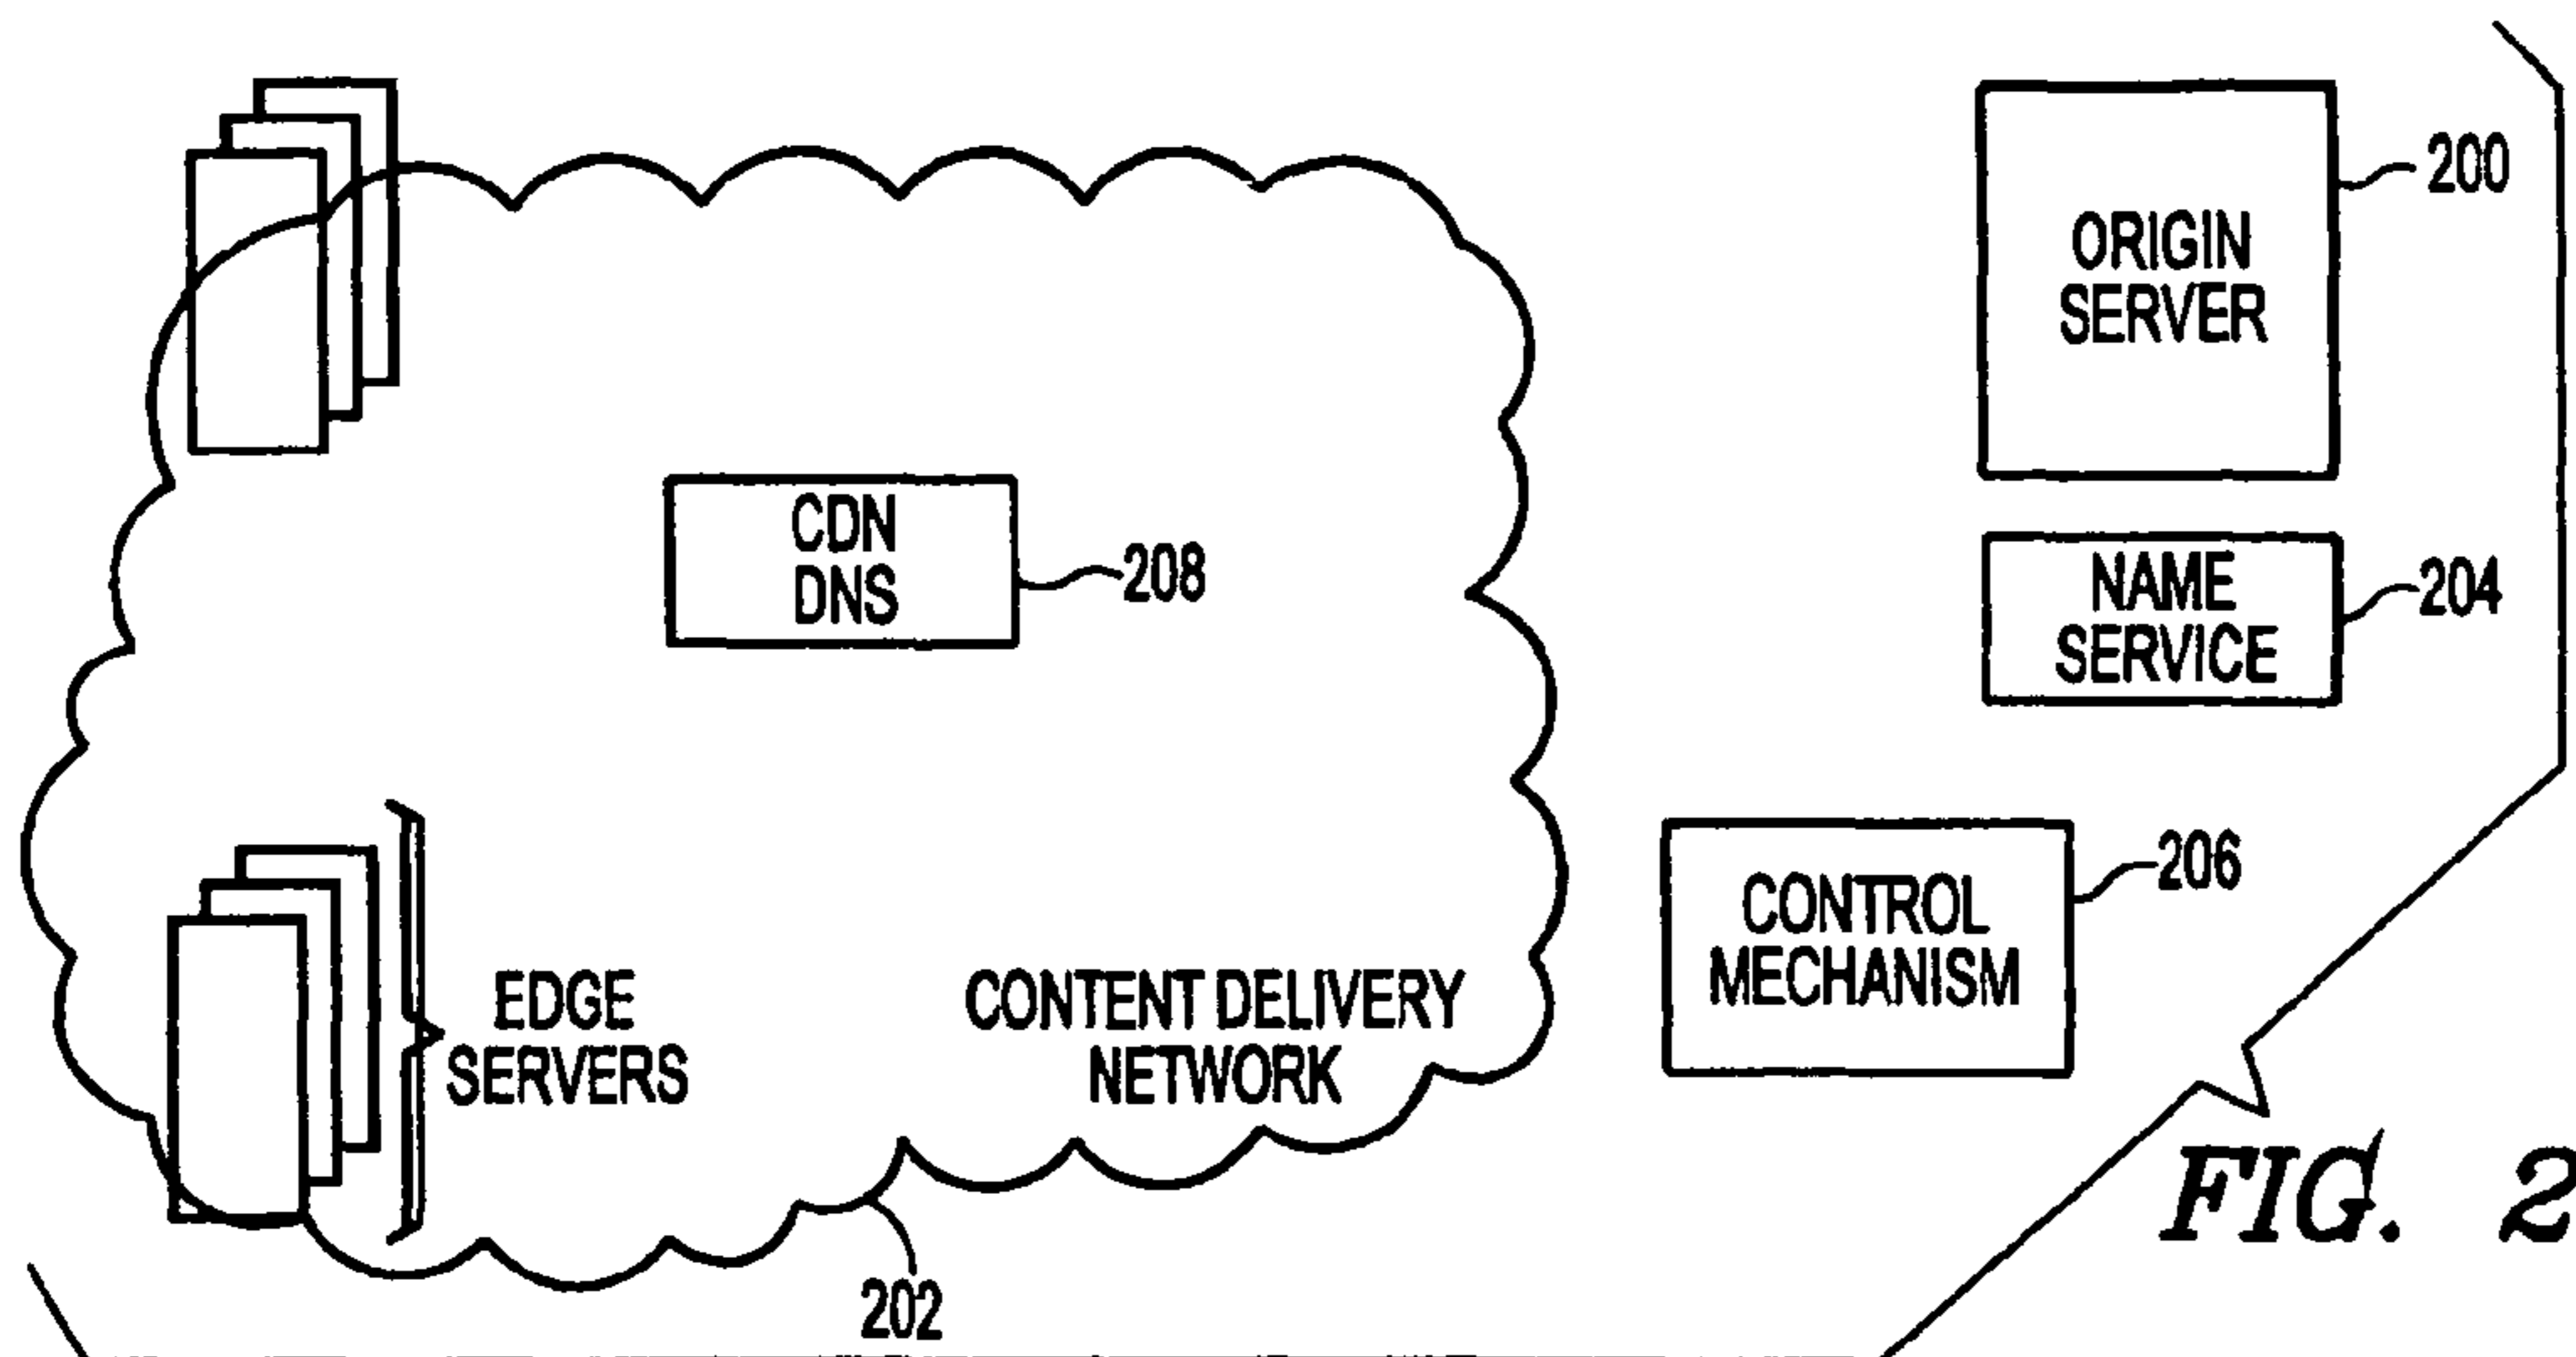 200
ORIGIN
SERVER
CDN
DNS
208
NAME
SERVICE
204
206
CONTROL
MECHANISM
EDGE
SERVERS
CONTENT DELIVERY
NETWORK
202
FIG. 2